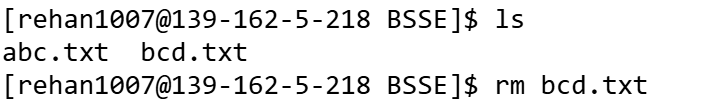 [rehan1007@139-162-5-218 BSSE]$ ls
abc.txt  bcd.txt
[rehan1007@139-162-5-218 BSSE]$ rm bcd.txt